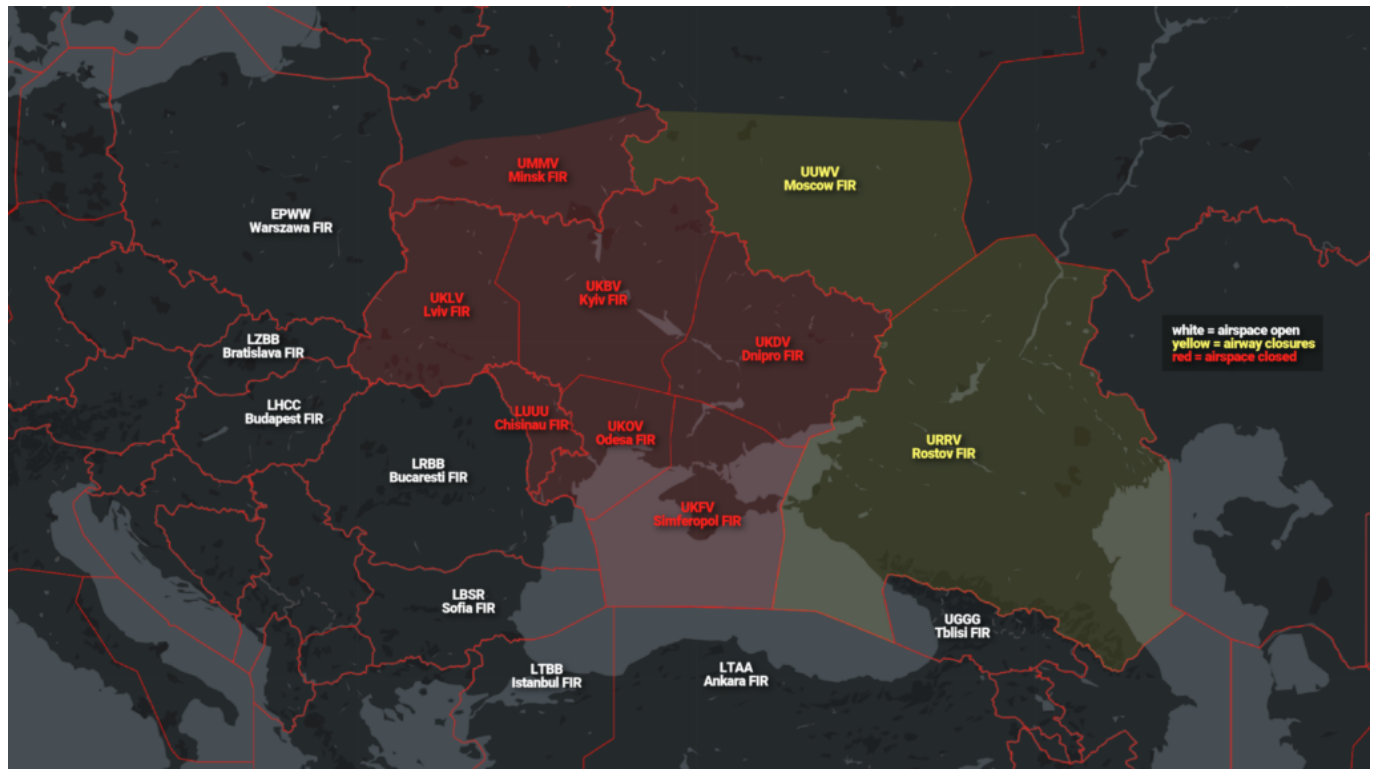 UMMV
Minsk FIR
UUWV
Moscow FIR
EPWW
Warszawa FIR
UKLV
Lviv FIR
UKBV
Kyiv FIR
LZBB
Bratislava FIR
UKDV
Dnipro FIR
white = airspace open
yellow = airway closures
red = airspace closed
LHCC
Budapest FIR
LUUU
Chisinau FIR
UKOV
Odesa FIR
URRV
Rostov FIR
LRBB
Bucaresti FIR
UKFV
Simferopol FIR
LBSR
Sofia FIR
UGGG
Tblisi FIR
LTBB
Istanbul FIR
LTAA
Ankara FIR